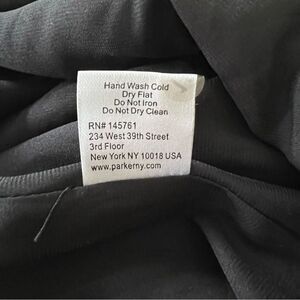 Hand Wash Cold
Dry Flat
Do Not Iron
Do Not Dry Clean
RN# 145761
234 West 39th Street
3rd Floor
New York NY 10018 USA
www.parkerny.com